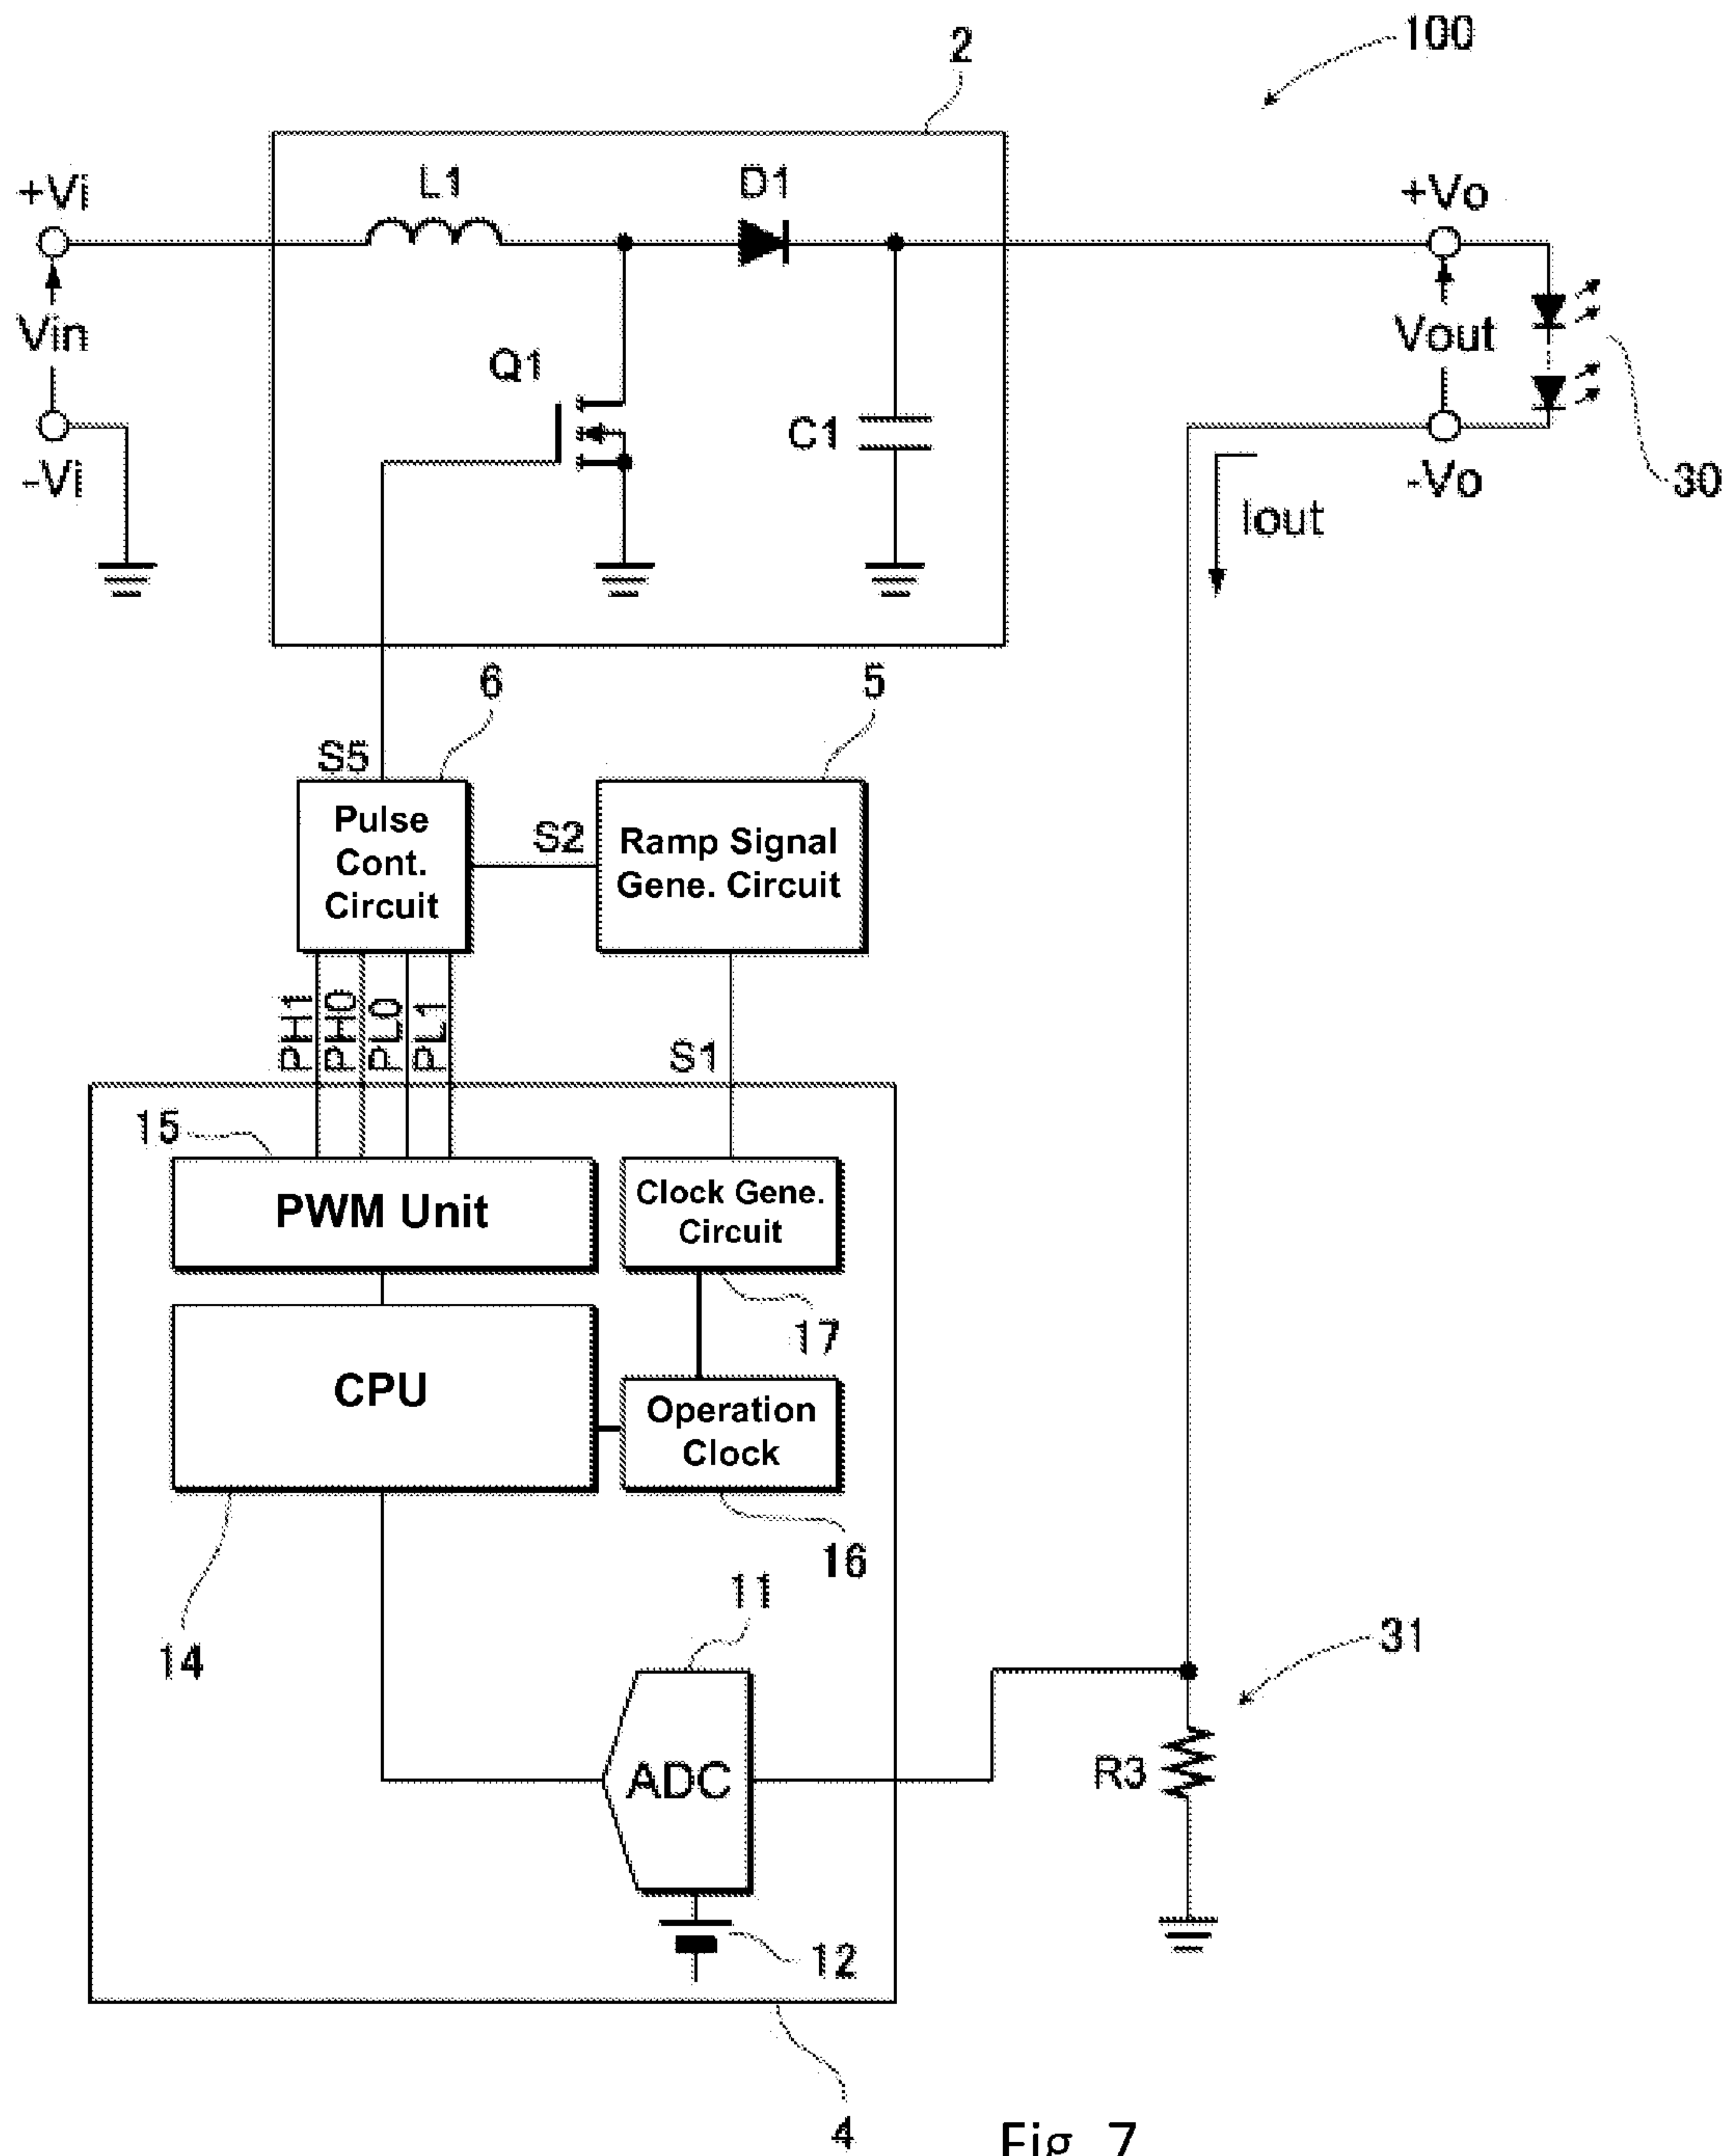 100
2
L1
D1
+Vi
+Vo
Vin
Vout
Q1
C1
-Vi
-Vo
30
Iout
6
5
S5
Pulse
Cont.
Circuit
S2
Ramp Signal
Gene. Circuit
PH1
PH0
PL0
PL1
S1
15
PWM Unit
Clock Gene.
Circuit
17
CPU
Operation
Clock
16
14
11
31
ADC
R3
12
4
Fig. 7